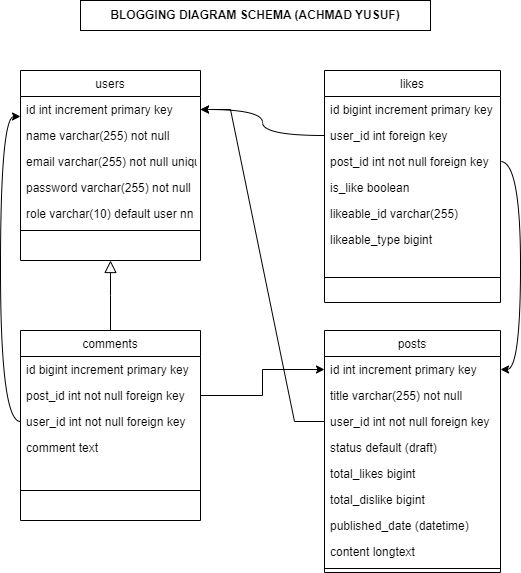 BLOGGING DIAGRAM SCHEMA (ACHMAD YUSUF)
users
id int increment primary key
name varchar(255) not null
email varchar(255) not null uniqu
password varchar(255) not null
role varchar(10) default user nn
likes
id bigint increment primary key
user_id int foreign key
post_id int not null foreign key
is_like boolean
likeable_id varchar(255)
likeable_type bigint
comments
id bigint increment primary key
post_id int not null foreign key
user_id int not null foreign key
comment text
posts
id int increment primary key
title varchar(255) not null
user_id int not null foreign key
status default (draft)
total_likes bigint
total_dislike bigint
published_date (datetime)
content longtext